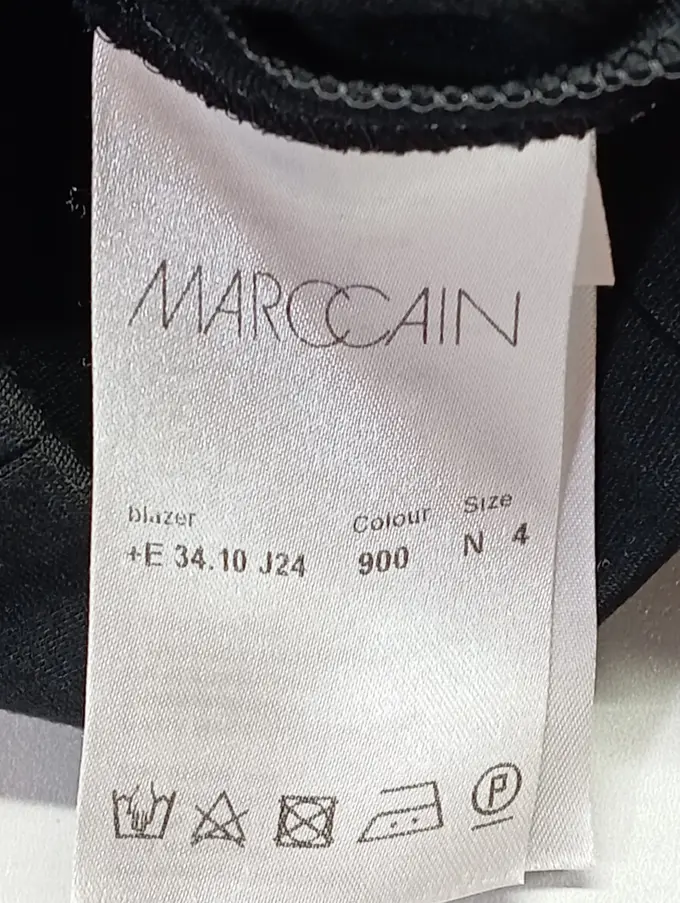 MARCCAIN
blazer Colour Size
+E 34.10 J24 900 N 4
P